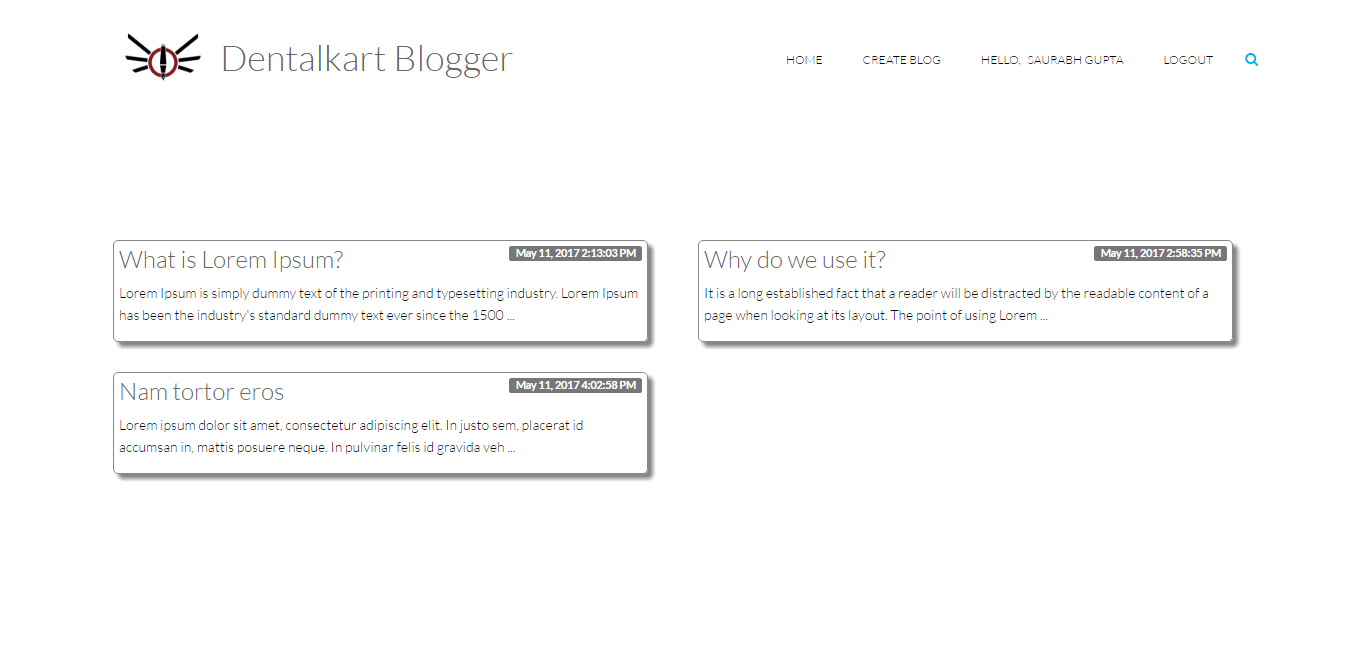 Dentalkart Blogger
HOME CREATE BLOG HELLO, SAURABH GUPTA LOGOUT
What is Lorem Ipsum? May 11, 2017 2:13:03 PM
Lorem Ipsum is simply dummy text of the printing and typesetting industry. Lorem Ipsum
has been the industry's standard dummy text ever since the 1500 ...
Why do we use it? May 11, 2017 2:58:35 PM
It is a long established fact that a reader will be distracted by the readable content of a
page when looking at its layout. The point of using Lorem ...
Nam tortor eros May 11, 2017 4:02:58 PM
Lorem ipsum dolor sit amet, consectetur adipiscing elit. In justo sem, placerat id
accumsan in, mattis posuere neque. In pulvinar felis id gravida veh ...